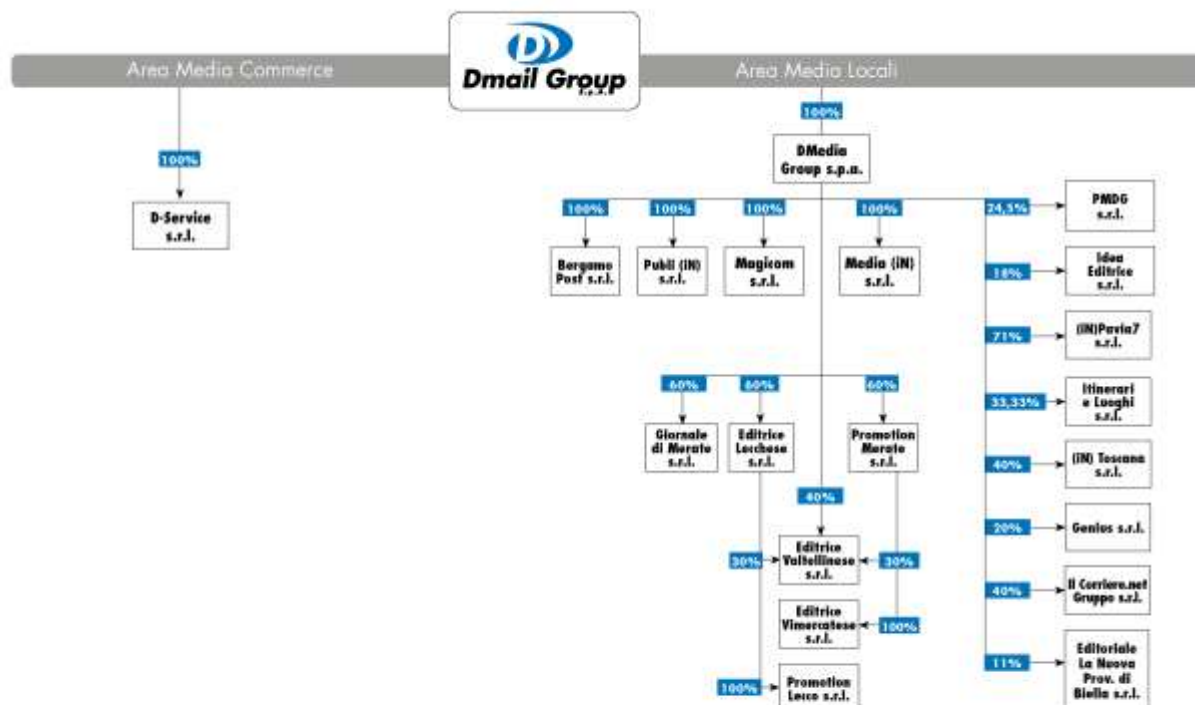 Area Media Commerce
D
Dmail Group
s.p.a.
Area Media Locali
100%
D-Service
s.r.l.
100%
DMedia
Group s.p.a.
100%
Bergamo
Post s.r.l.
100%
Publi (iN)
s.r.l.
100%
Magicom
s.r.l.
100%
Media (iN)
s.r.l.
24,5%
PMDG
s.r.l.
18%
Idea
Editrice
s.r.l.
71%
(iN)Pavia7
s.r.l.
33,33%
Itinerari
e Luoghi
s.r.l.
40%
(iN) Toscana
s.r.l.
20%
Genius s.r.l.
40%
Il Corriere.net
Gruppo s.r.l.
11%
Editoriale
La Nuova
Prov. di
Biella s.r.l.
60%
Giornale
di Merate
s.r.l.
60%
Editrice
Lecchese
s.r.l.
60%
Promotion
Merate
s.r.l.
40%
30%
Editrice
Valtellinese
s.r.l.
30%
Editrice
Vimercatese
s.r.l.
100%
100%
Promotion
Lecco s.r.l.